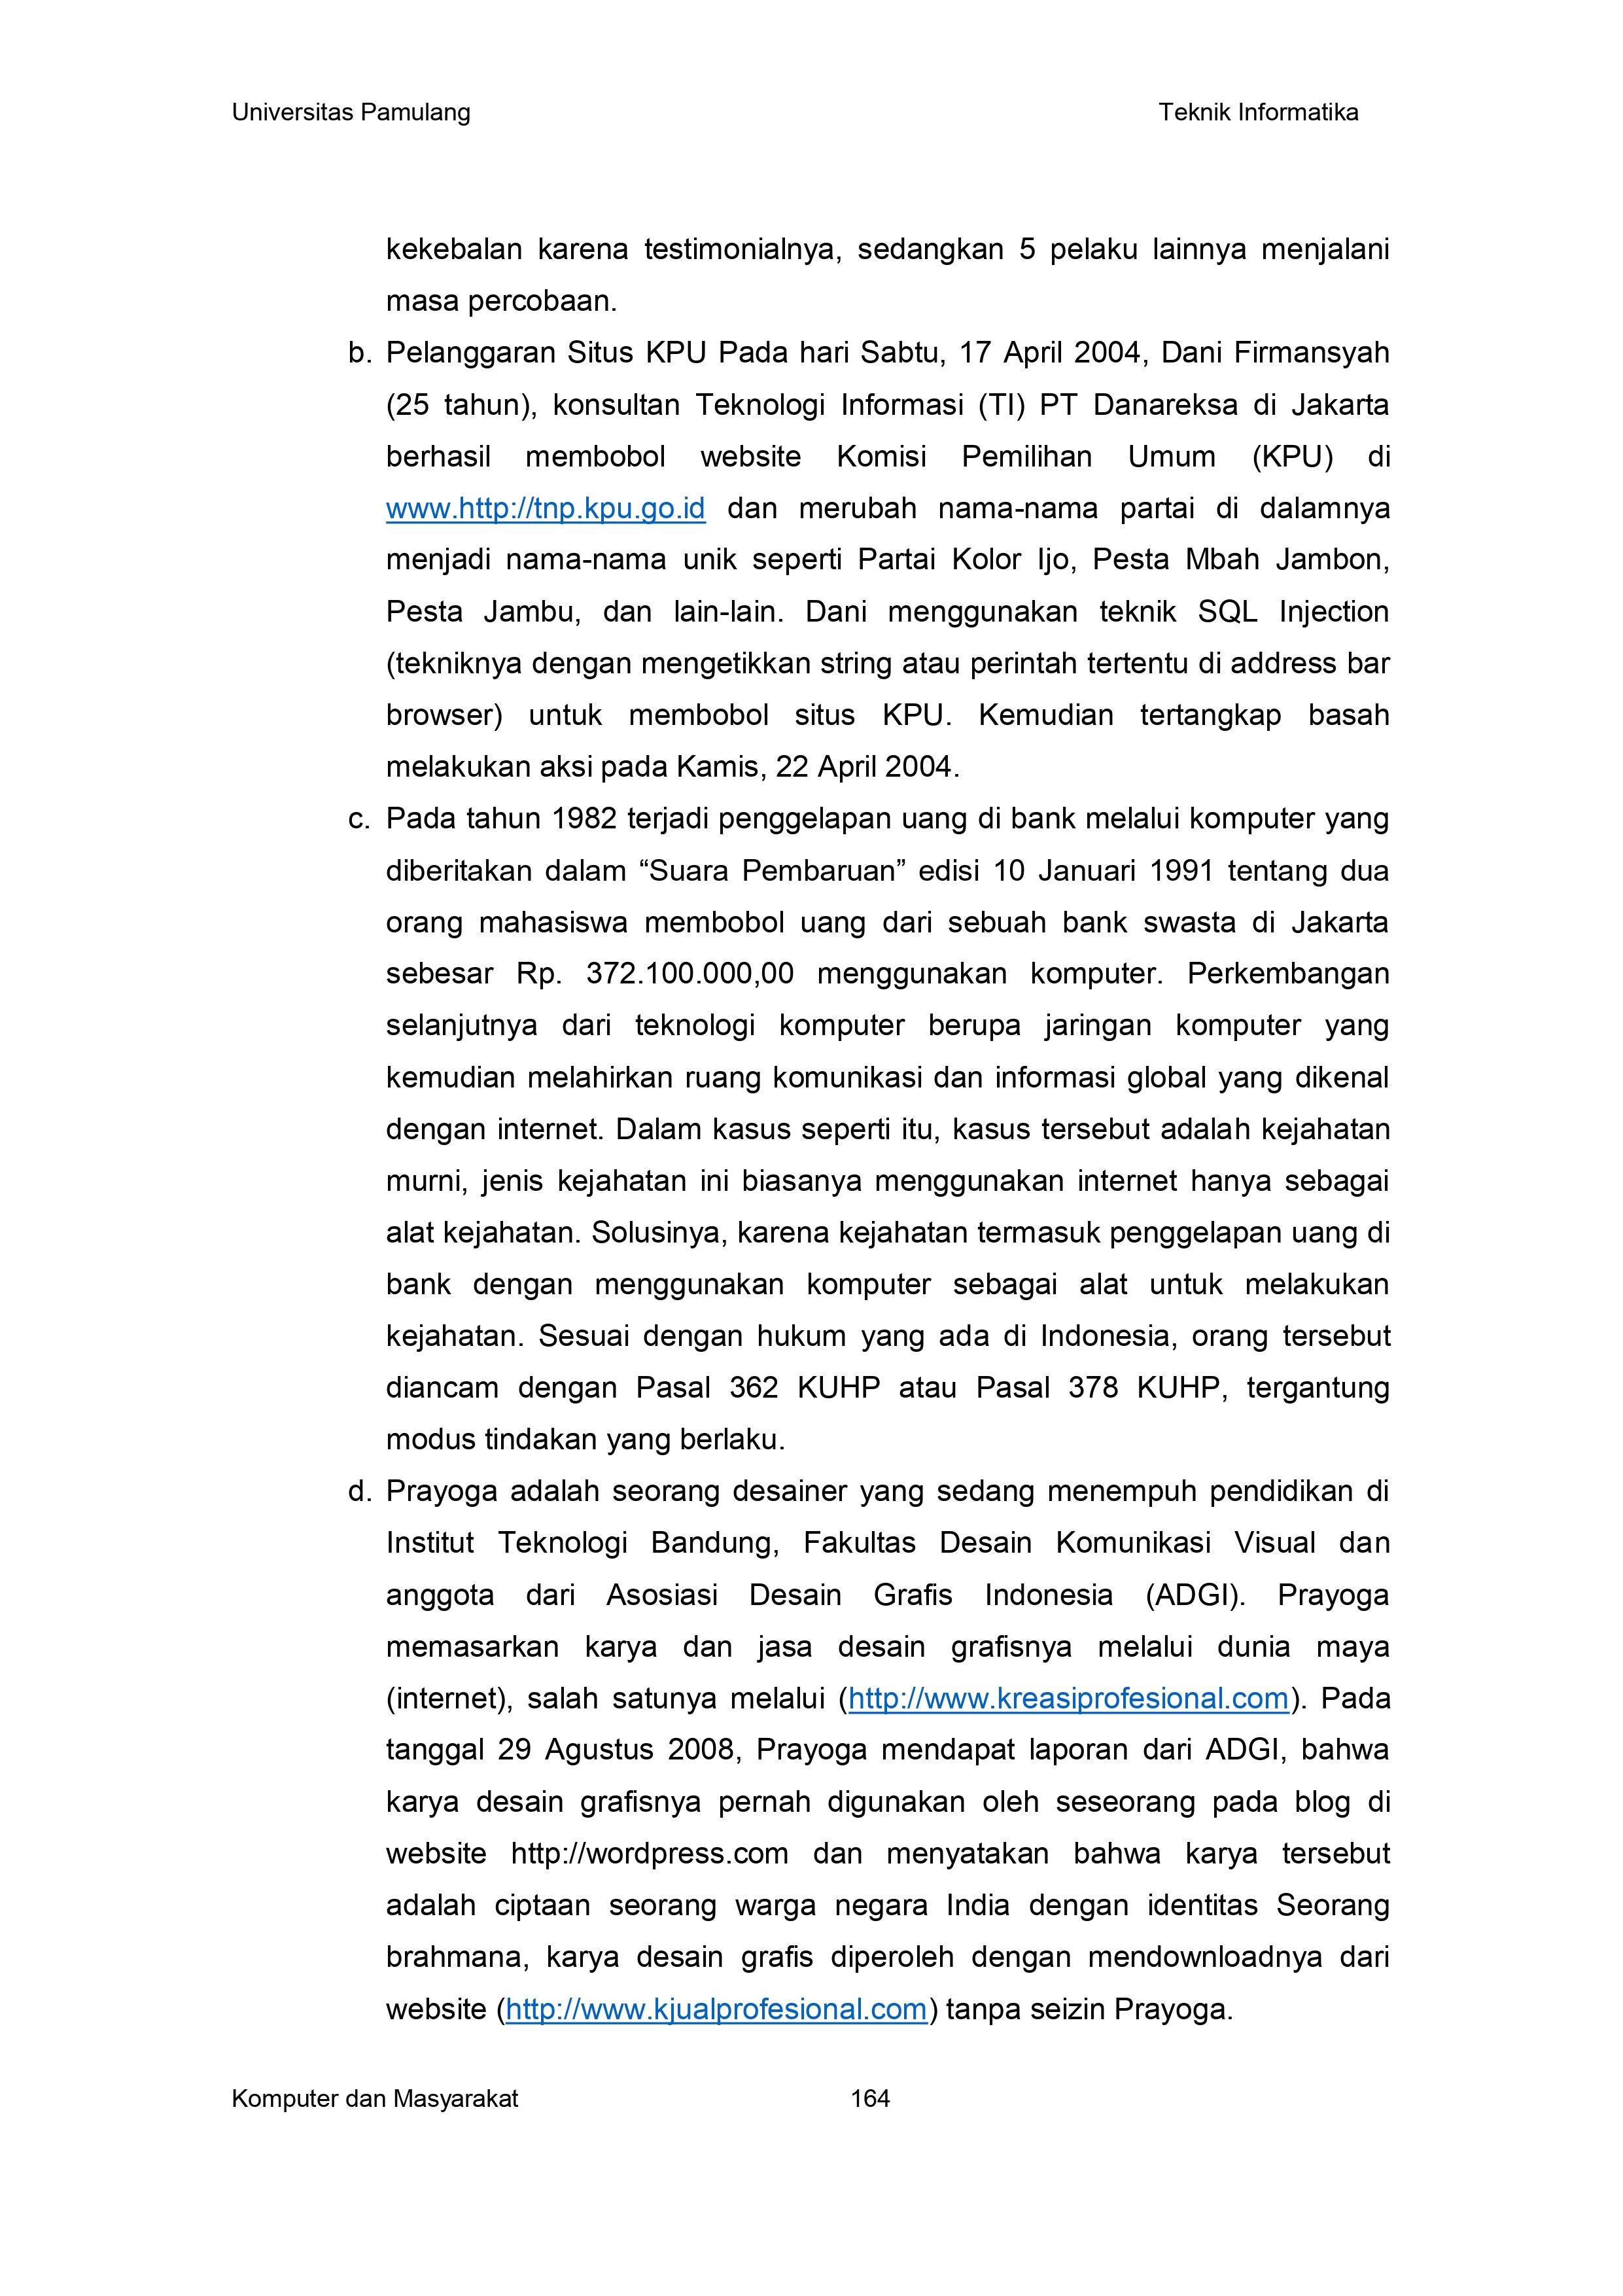 Universitas Pamulang Teknik Informatika
kekebalan karena testimonialnya, sedangkan 5 pelaku lainnya menjalani
masa percobaan.
b. Pelanggaran Situs KPU Pada hari Sabtu, 17 April 2004, Dani Firmansyah
(25 tahun), konsultan Teknologi Informasi (TI) PT Danareksa di Jakarta
berhasil membobol website Komisi Pemilihan Umum (KPU) di
www.http://tnp.kpu.go.id dan merubah nama-nama partai di dalamnya
menjadi nama-nama unik seperti Partai Kolor Ijo, Pesta Mbah Jambon,
Pesta Jambu, dan lain-lain. Dani menggunakan teknik SQL Injection
(tekniknya dengan mengetikkan string atau perintah tertentu di address bar
browser) untuk membobol situs KPU. Kemudian tertangkap basah
melakukan aksi pada Kamis, 22 April 2004.
c. Pada tahun 1982 terjadi penggelapan uang di bank melalui komputer yang
diberitakan dalam “Suara Pembaruan” edisi 10 Januari 1991 tentang dua
orang mahasiswa membobol uang dari sebuah bank swasta di Jakarta
sebesar Rp. 372.100.000,00 menggunakan komputer. Perkembangan
selanjutnya dari teknologi komputer berupa jaringan komputer yang
kemudian melahirkan ruang komunikasi dan informasi global yang dikenal
dengan internet. Dalam kasus seperti itu, kasus tersebut adalah kejahatan
murni, jenis kejahatan ini biasanya menggunakan internet hanya sebagai
alat kejahatan. Solusinya, karena kejahatan termasuk penggelapan uang di
bank dengan menggunakan komputer sebagai alat untuk melakukan
kejahatan. Sesuai dengan hukum yang ada di Indonesia, orang tersebut
diancam dengan Pasal 362 KUHP atau Pasal 378 KUHP, tergantung
modus tindakan yang berlaku.
d. Prayoga adalah seorang desainer yang sedang menempuh pendidikan di
Institut Teknologi Bandung, Fakultas Desain Komunikasi Visual dan
anggota dari Asosiasi Desain Grafis Indonesia (ADGI). Prayoga
memasarkan karya dan jasa desain grafisnya melalui dunia maya
(internet), salah satunya melalui (http://www.kreasiprofesional.com). Pada
tanggal 29 Agustus 2008, Prayoga mendapat laporan dari ADGI, bahwa
karya desain grafisnya pernah digunakan oleh seseorang pada blog di
website http://wordpress.com dan menyatakan bahwa karya tersebut
adalah ciptaan seorang warga negara India dengan identitas Seorang
brahmana, karya desain grafis diperoleh dengan mendownloadnya dari
website (http://www.kjualprofesional.com) tanpa seizin Prayoga.
Komputer dan Masyarakat 164